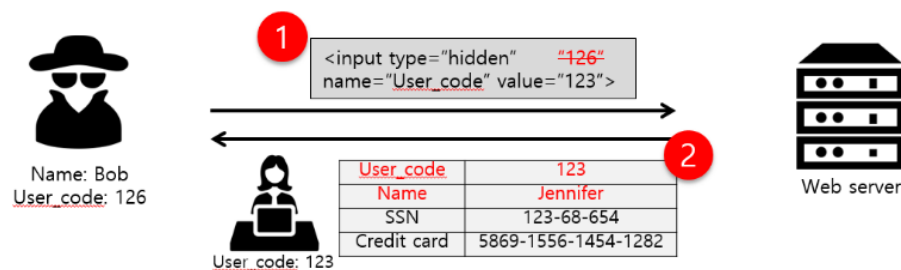 1
<input type="hidden" "126"
name="User_code" value="123">
Name: Bob
User_code: 126
2
User_code 123
Name Jennifer
SSN 123-68-654
Credit card 5869-1556-1454-1282
User_code: 123
Web server